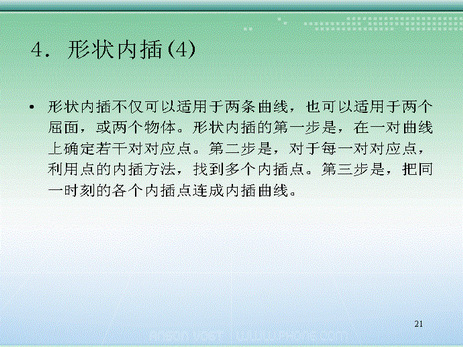 4. 形状内插(4)
• 形状内插不仅可以适用于两条曲线，也可以适用于两个
屈面，或两个物体。形状内插的第一步是，在一对曲线
上确定若干对对应点。第二步是，对于每一对对应点，
利用点的内插方法，找到多个内插点。第三步是，把同
一时刻的各个内插点连成内插曲线。
21